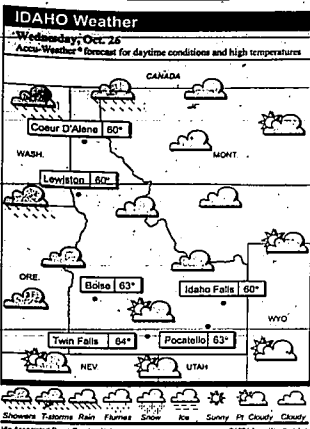 IDAHO Weather
Wednesday, Oct. 26
Accu-Weather® forecast for daytime conditions and high temperatures
CANADA
Coeur D'Alene 60°
WASH.
MONT.
Lewiston 60°
ORE.
Boise 63°
Idaho Falls 60°
WYO
Twin Falls 64°
Pocatello 63°
NEV.
UTAH
Showers T-storms Rain Flurries Snow Ice Sunny Pt. Cloudy Cloudy